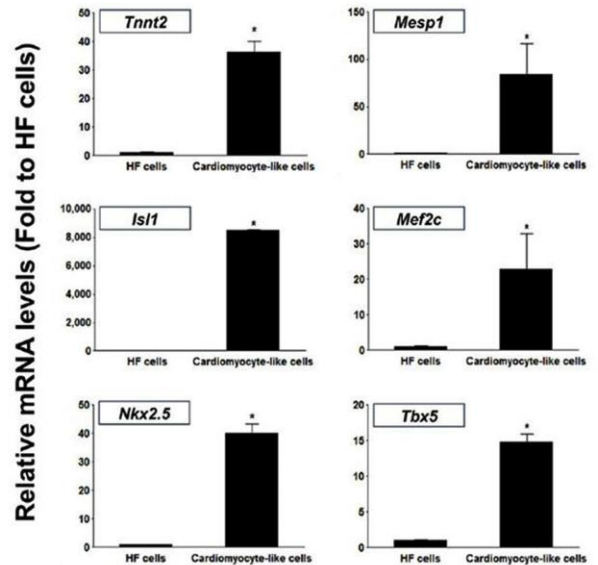 Relative mRNA levels (Fold to HF cells)
Tnnt2
50
40
30
20
10
0
HF cells Cardiomyocyte-like cells
*
Mesp1
150
100
50
0
HF cells Cardiomyocyte-like cells
*
Isl1
10,000
8,000
6,000
4,000
2,000
0
HF cells Cardiomyocyte-like cells
*
Mef2c
40
30
20
10
0
HF cells Cardiomyocyte-like cells
*
Nkx2.5
50
40
30
20
10
0
HF cells Cardiomyocyte-like cells
*
Tbx5
20
15
10
5
0
HF cells Cardiomyocyte-like cells
*